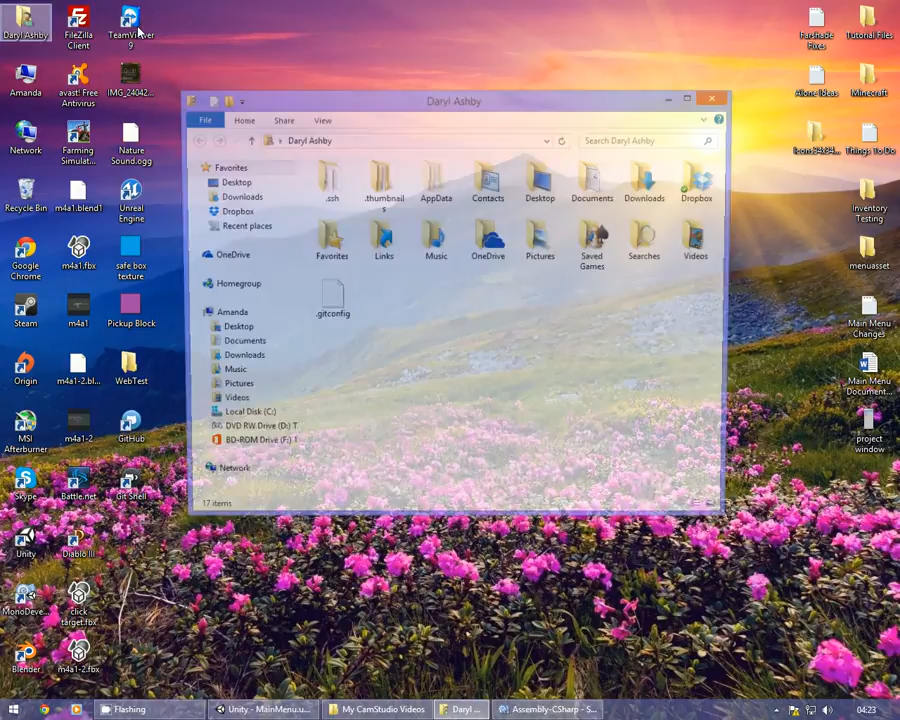 Daryl Ashby
FileZilla
Client
TeamViewer
9
Amanda
avast! Free
Antivirus
IMG_24042...
Network
Farming
Simulat...
Nature
Sound.ogg
Recycle Bin
m4a1.blend1
Unreal
Engine
Google
Chrome
m4a1.fbx
safe box
texture
Steam
m4a1
Pickup Block
Origin
m4a1-2.bl...
WebTest
MSI
Afterburner
m4a1-2
GitHub
Skype
Battle.net
Git Shell
Unity
Diablo III
MonoDeve...
click
target.fbx
Blender
m4a1-2.fbx
Daryl Ashby
File
Home
Share
View
Daryl Ashby
Search Daryl Ashby
Favorites
Desktop
Downloads
Dropbox
Recent places
OneDrive
Homegroup
Amanda
Desktop
Documents
Downloads
Music
Pictures
Videos
Local Disk (C:)
DVD RW Drive (D:) T
BD-ROM Drive (F:) 1
Network
.ssh
.thumbnail
s
AppData
Contacts
Desktop
Documents
Downloads
Dropbox
Favorites
Links
Music
OneDrive
Pictures
Saved
Games
Searches
Videos
.gitconfig
17 items
Farshade
Fixes
Tutorial Files
Alone Ideas
Minecraft
Things To Do
Inventory
Testing
menuasset
Main Menu
Changes
Main Menu
Document...
project
window
Flashing
Unity - MainMenu.u...
My CamStudio Videos
Daryl ...
Assembly-CSharp - S...
04:23